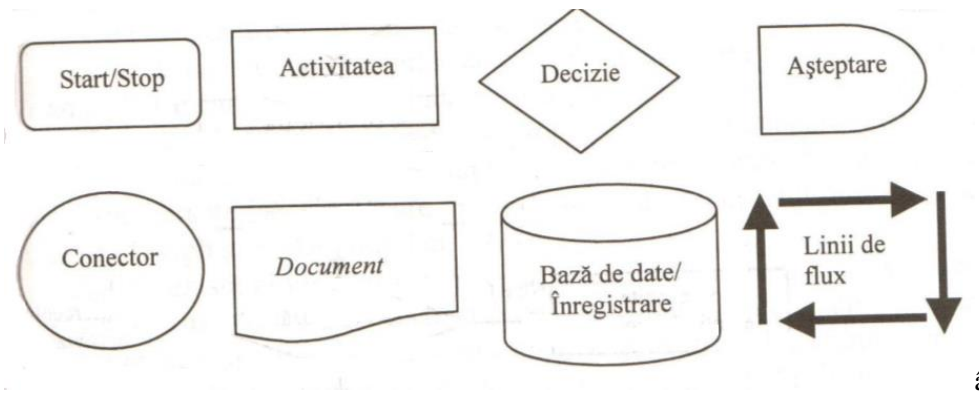 Start/Stop
Activitatea
Decizie
Aşteptare
Conector
Document
Bază de date/
Înregistrare
Linii de
flux